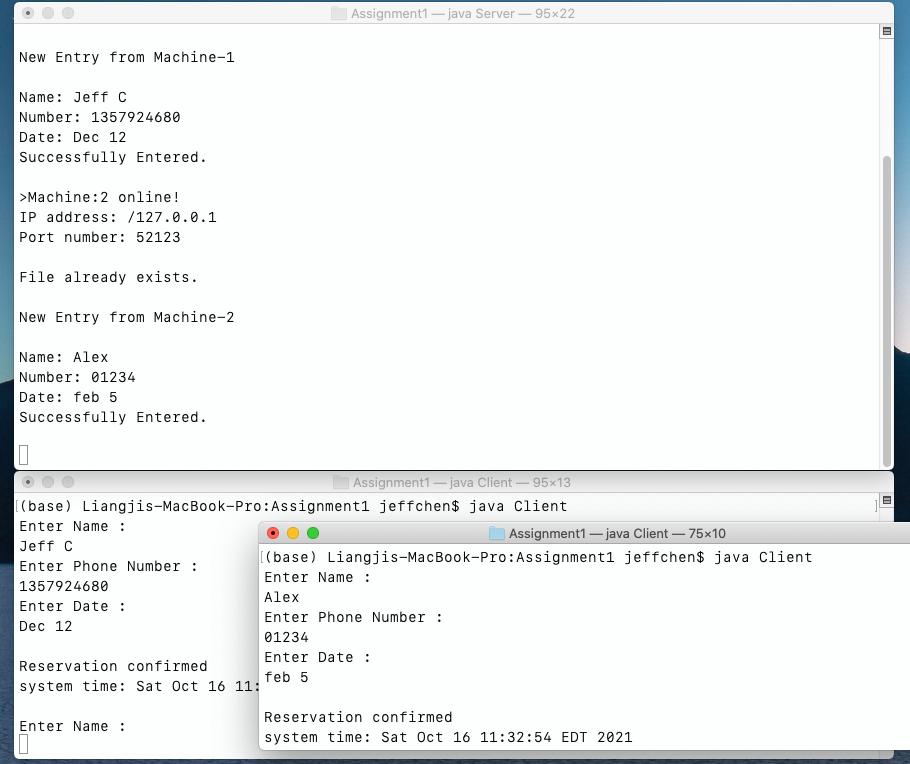 Assignment1 — java Server — 95×22
New Entry from Machine-1
Name: Jeff C
Number: 1357924680
Date: Dec 12
Successfully Entered.
>Machine:2 online!
IP address: /127.0.0.1
Port number: 52123
File already exists.
New Entry from Machine-2
Name: Alex
Number: 01234
Date: feb 5
Successfully Entered.
Assignment1 — java Client — 95×13
[(base) Liangjis-MacBook-Pro:Assignment1 jeffchen$ java Client ]
Enter Name :
Jeff C
Enter Phone Number :
1357924680
Enter Date :
Dec 12
Reservation confirmed
system time: Sat Oct 16 11:
Enter Name :
Assignment1 — java Client — 75×10
[(base) Liangjis-MacBook-Pro:Assignment1 jeffchen$ java Client
Enter Name :
Alex
Enter Phone Number :
01234
Enter Date :
feb 5
Reservation confirmed
system time: Sat Oct 16 11:32:54 EDT 2021